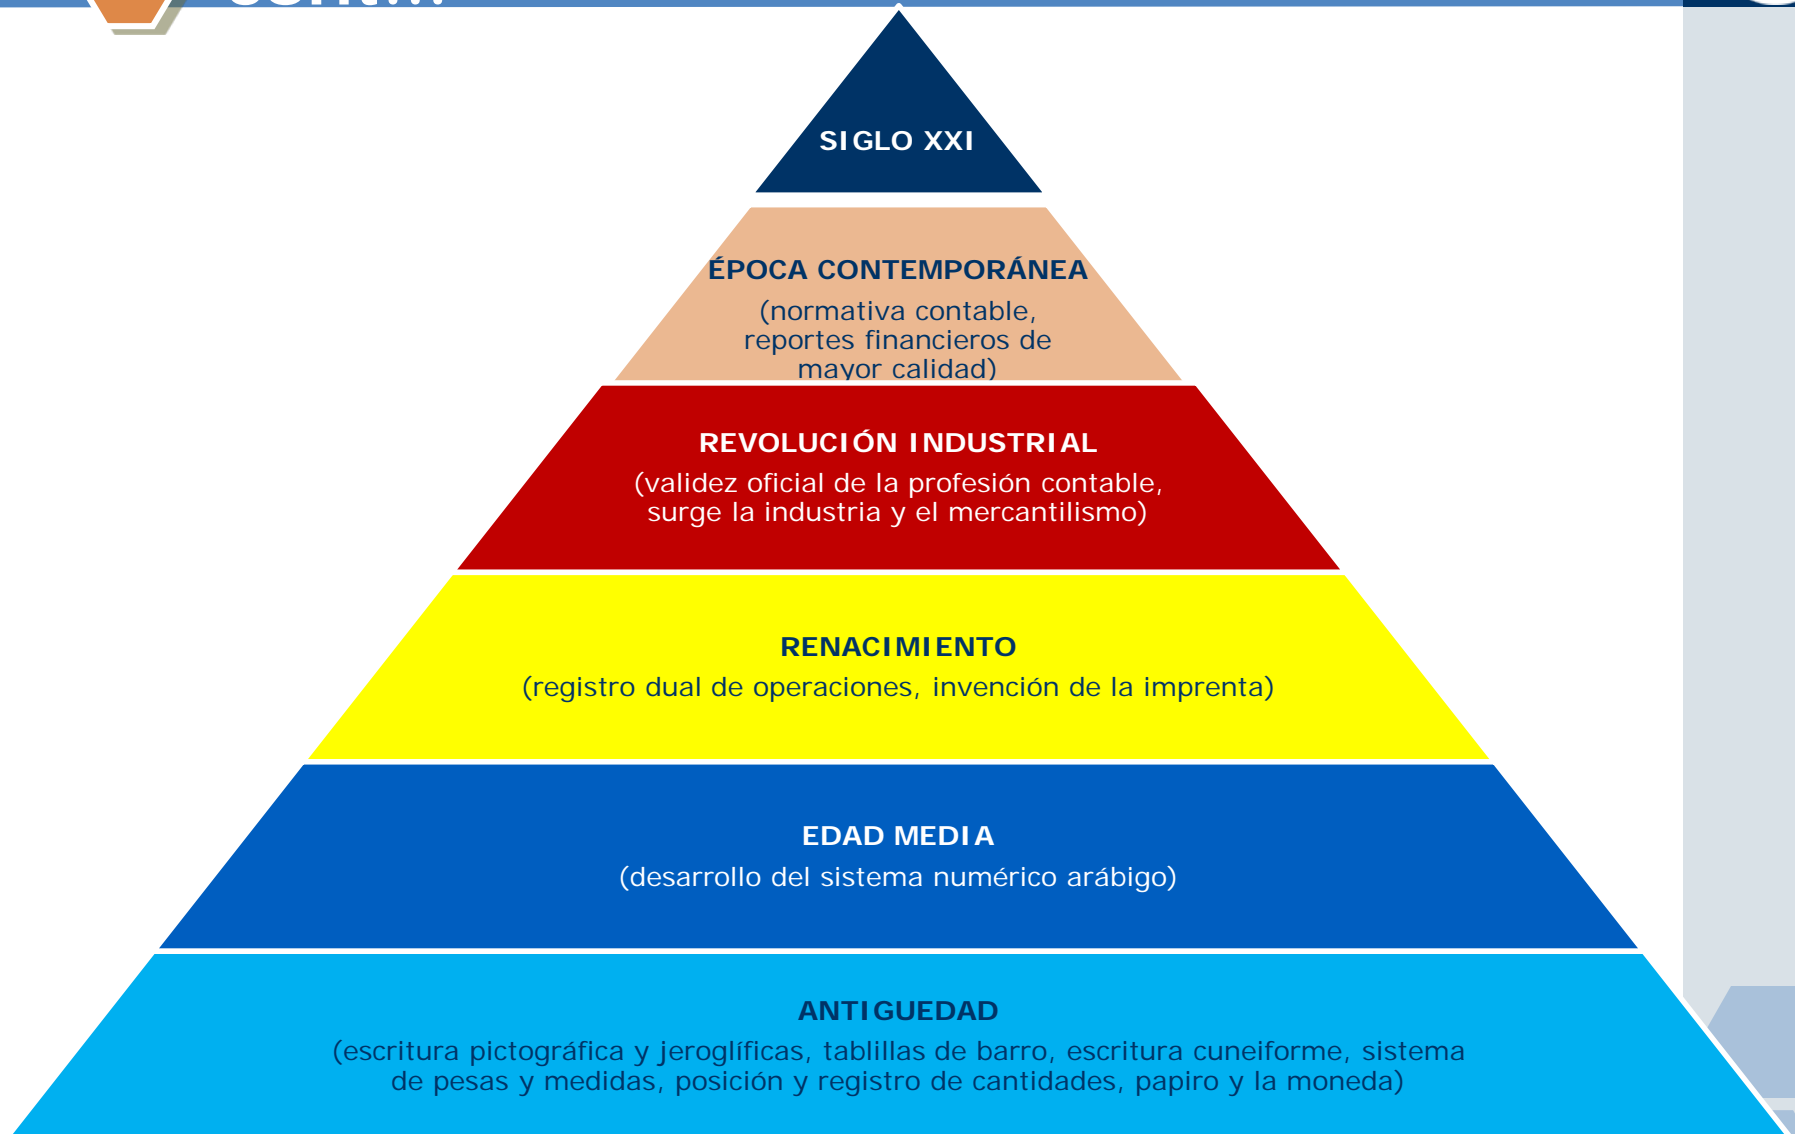 SIGLO XXI
ÉPOCA CONTEMPORÁNEA
(normativa contable,
reportes financieros de
mayor calidad)
REVOLUCIÓN INDUSTRIAL
(validez oficial de la profesión contable,
surge la industria y el mercantilismo)
RENACIMIENTO
(registro dual de operaciones, invención de la imprenta)
EDAD MEDIA
(desarrollo del sistema numérico arábigo)
ANTIGUEDAD
(escritura pictográfica y jeroglíficas, tablillas de barro, escritura cuneiforme, sistema
de pesas y medidas, posición y registro de cantidades, papiro y la moneda)